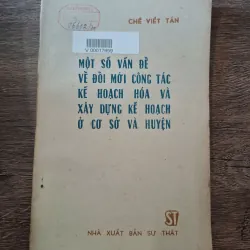 CHẾ VIẾT TẤN
MỘT SỐ VẤN ĐỀ
VỀ ĐỔI MỚI CÔNG TÁC
KẾ HOẠCH HÓA VÀ
XÂY DỰNG KẾ HOẠCH
Ở CƠ SỞ VÀ HUYỆN
NHÀ XUẤT BẢN SỰ THẬT
ST